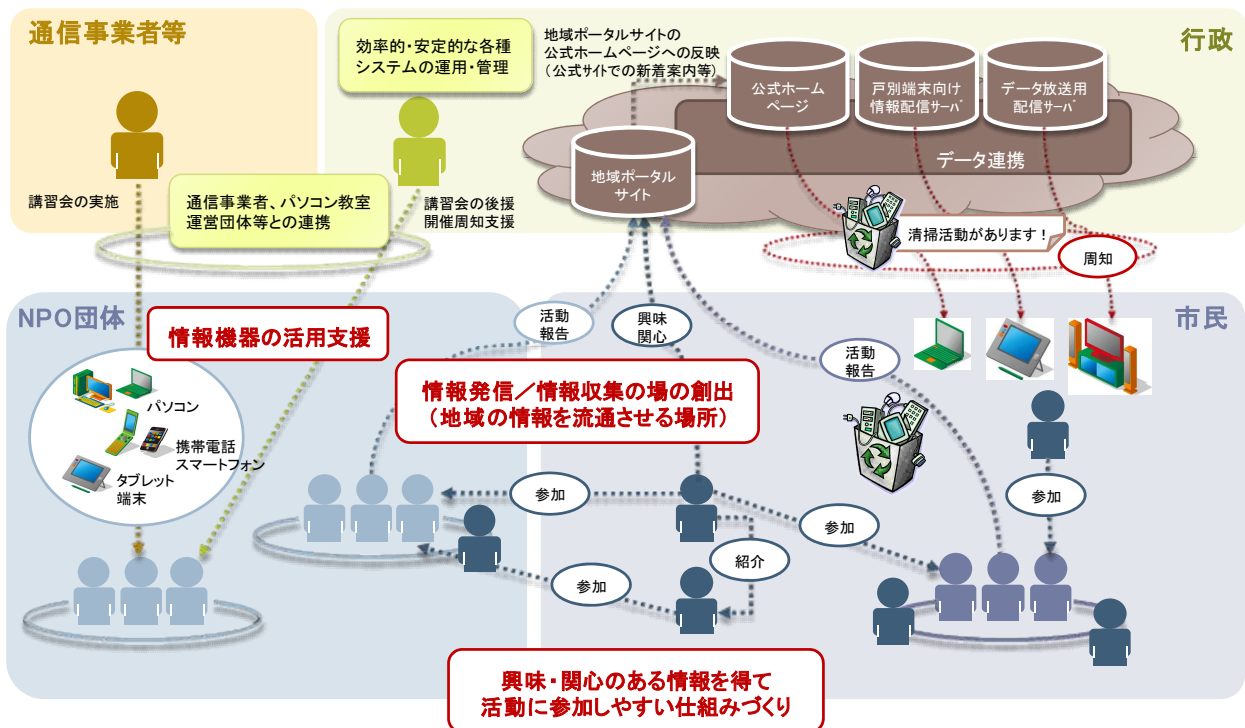 通信事業者等
効率的・安定的な各種
システムの運用・管理
地域ポータルサイトの
公式ホームページへの反映
（公式サイトでの新着案内等）
行政
公式ホーム
ページ
戸別端末向け
情報配信サーバ
データ放送用
配信サーバ
データ連携
地域ポータル
サイト
講習会の実施
通信事業者、パソコン教室
運営団体等との連携
講習会の後援
開催周知支援
清掃活動があります！
周知
NPO団体
情報機器の活用支援
活動
報告
興味
関心
市民
活動
報告
情報発信／情報収集の場の創出
（地域の情報を流通させる場所）
パソコン
携帯電話
スマートフォン
タブレット
端末
参加
参加
参加
紹介
参加
興味・関心のある情報を得て
活動に参加しやすい仕組みづくり